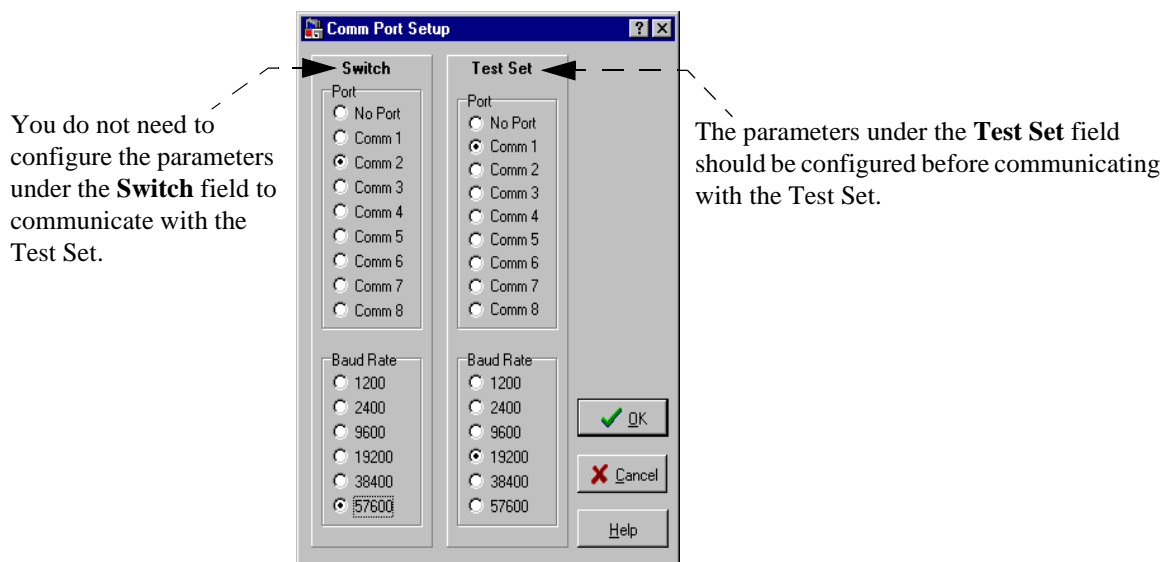 Comm Port Setup
Switch
Test Set
You do not need to
configure the parameters
under the Switch field to
communicate with the
Test Set.
Port
No Port
Comm 1
Comm 2
Comm 3
Comm 4
Comm 5
Comm 6
Comm 7
Comm 8
Port
No Port
Comm 1
Comm 2
Comm 3
Comm 4
Comm 5
Comm 6
Comm 7
Comm 8
The parameters under the Test Set field
should be configured before communicating
with the Test Set.
Baud Rate
1200
2400
9600
19200
38400
57600
Baud Rate
1200
2400
9600
19200
38400
57600
OK
Cancel
Help